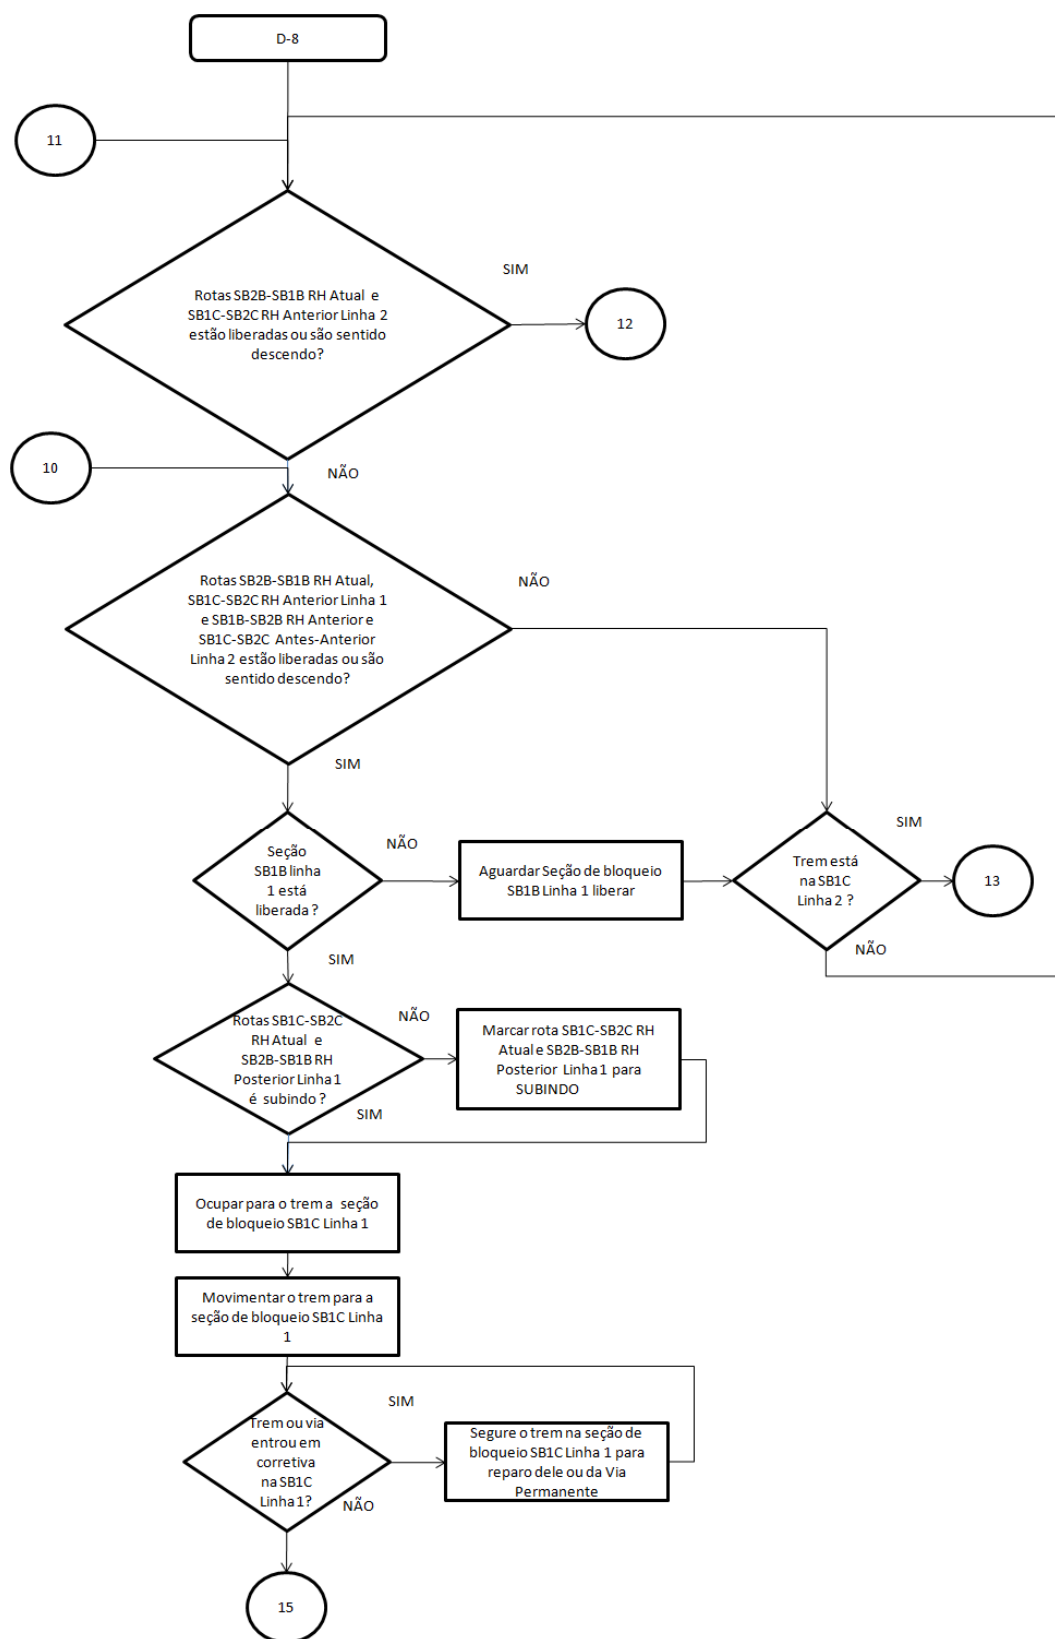 D-8
11
SIM
Rotas SB2B-SB1B RH Atual e
SB1C-SB2C RH Anterior Linha 2
estão liberadas ou são sentido
descendo?
12
10
NÃO
NÃO
Rotas SB2B-SB1B RH Atual,
SB1C-SB2C RH Anterior Linha 1
e SB1B-SB2B RH Anterior e
SB1C-SB2C Antes-Anterior
Linha 2 estão liberadas ou são
sentido descendo?
SIM
Seção
SB1B linha
1 está
liberada?
NÃO
Aguardar Seção de bloqueio
SB1B Linha 1 liberar
SIM
Trem está
na SB1C
Linha 2 ?
13
NÃO
SIM
Rotas SB1C-SB2C
RH Atual e
SB2B-SB1B RH
Posterior Linha 1
é subindo ?
NÃO
Marcar rota SB1C-SB2C RH
Atual e SB2B-SB1B RH
Posterior Linha1 para
SUBINDO
SIM
Ocupar para o trem a seção
de bloqueio SB1C Linha 1
Movimentar o trem para a
seção de bloqueio SB1C Linha
1
SIM
Trem ou via
entrou em
corretiva
na SB1C
Linha 1?
Segure o trem na seção de
bloqueio SB1C Linha 1 para
reparo dele ou da Via
Permanente
NÃO
15